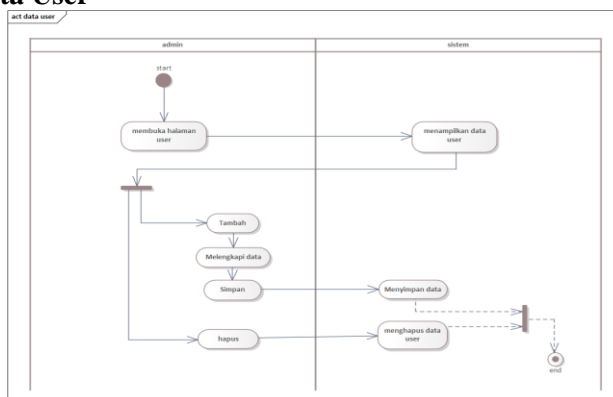 ta User
act data user
admin
sistem
start
membuka halaman
user
menampilkan data
user
Tambah
Melengkapi data
Simpan
Menyimpan data
hapus
menghapus data
user
end